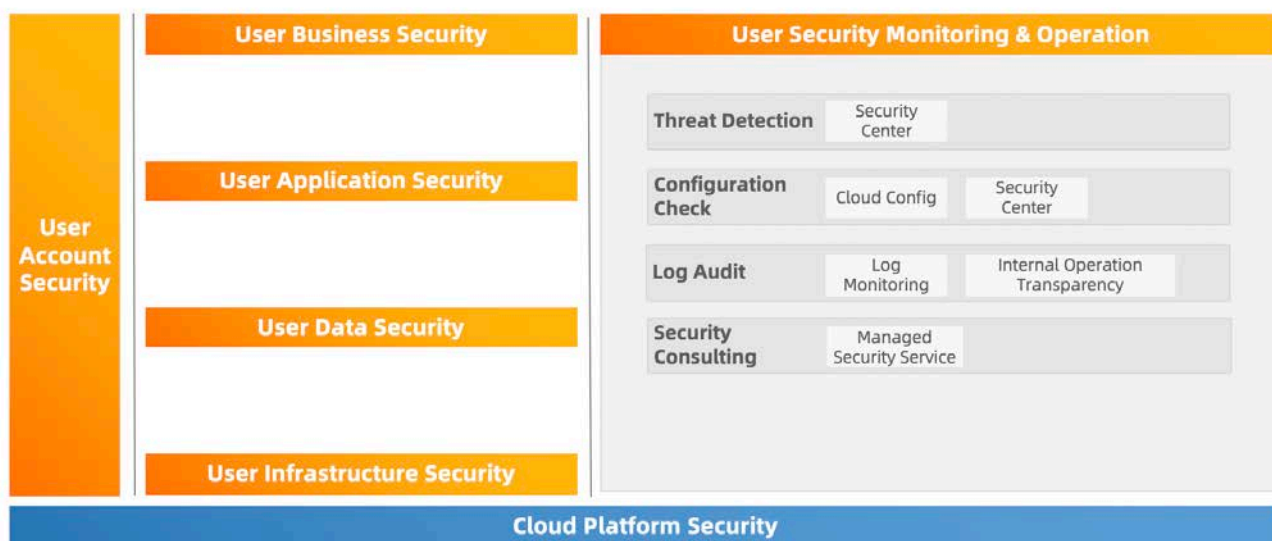 User
Account
Security
User Business Security
User Application Security
User Data Security
User Infrastructure Security
User Security Monitoring & Operation
Threat Detection
Security
Center
Configuration
Check
Cloud Config
Security
Center
Log Audit
Log
Monitoring
Internal Operation
Transparency
Security
Consulting
Managed
Security Service
Cloud Platform Security